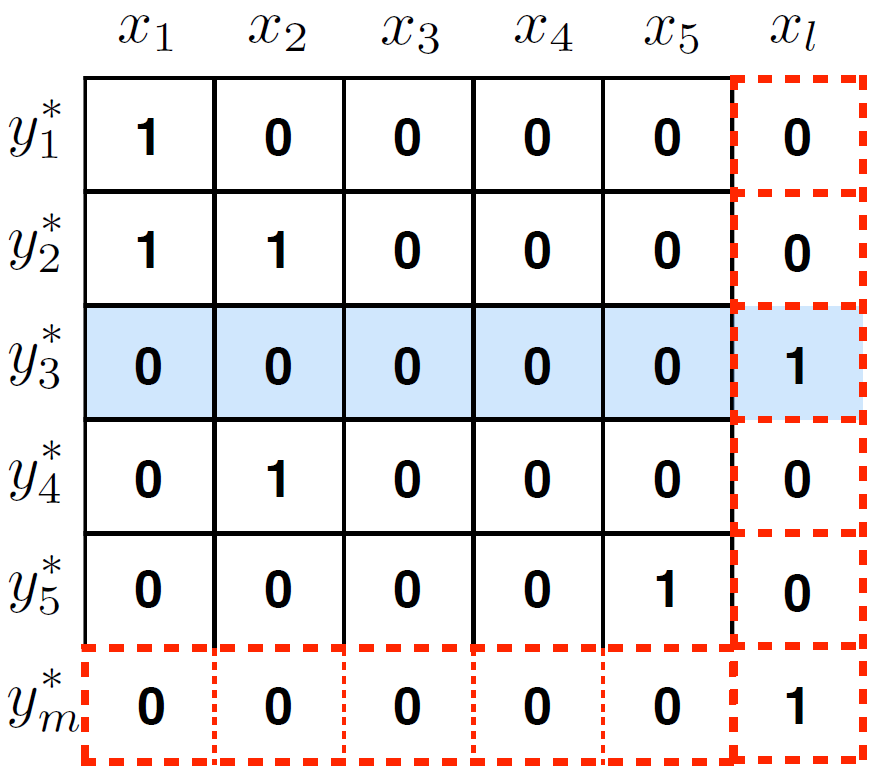 x₁ x₂ x₃ x₄ x₅ xₗ
y₁* 1 0 0 0 0 0
y₂* 1 1 0 0 0 0
y₃* 0 0 0 0 0 1
y₄* 0 1 0 0 0 0
y₅* 0 0 0 0 1 0
yₘ* 0 0 0 0 0 1